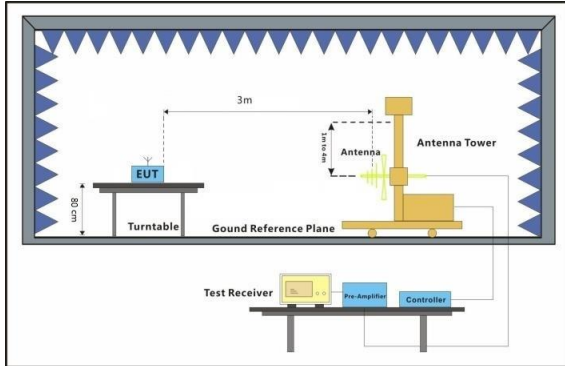 3m
1m to 4m
Antenna
Antenna Tower
EUT
80 cm
Turntable
Gound Reference Plane
Test Receiver
Pre-Amplifier
Controller